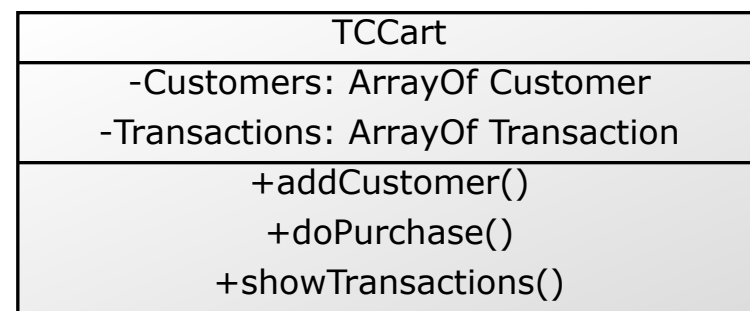 TCCart
-Customers: ArrayOf Customer
-Transactions: ArrayOf Transaction
+addCustomer()
+doPurchase()
+showTransactions()